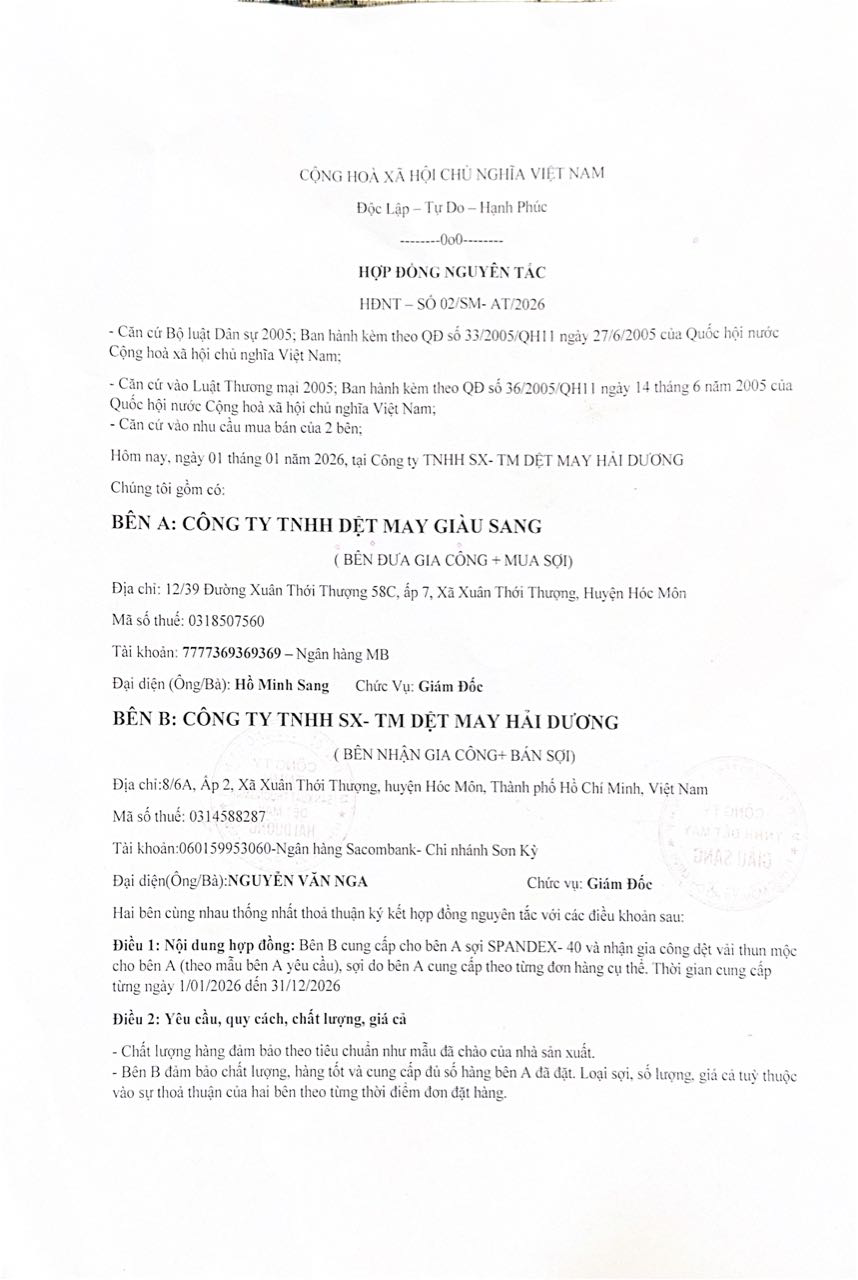 CỘNG HOÀ XÃ HỘI CHỦ NGHĨA VIỆT NAM
Độc Lập – Tự Do – Hạnh Phúc
--------0o0--------
HỢP ĐỒNG NGUYÊN TẮC
HĐNT – SỐ 02/SM- AT/2026
- Căn cứ Bộ luật Dân sự 2005; Ban hành kèm theo QĐ số 33/2005/QH11 ngày 27/6/2005 của Quốc hội nước
Cộng hoà xã hội chủ nghĩa Việt Nam;
- Căn cứ vào Luật Thương mại 2005; Ban hành kèm theo QĐ số 36/2005/QH11 ngày 14 tháng 6 năm 2005 của
Quốc hội nước Cộng hoà xã hội chủ nghĩa Việt Nam;
- Căn cứ vào nhu cầu mua bán của 2 bên;
Hôm nay, ngày 01 tháng 01 năm 2026, tại Công ty TNHH SX- TM DỆT MAY HẢI DƯƠNG
Chúng tôi gồm có:
BÊN A: CÔNG TY TNHH DỆT MAY GIÀU SANG
( BÊN ĐƯA GIA CÔNG + MUA SỢI)
Địa chỉ: 12/39 Đường Xuân Thới Thượng 58C, ấp 7, Xã Xuân Thới Thượng, Huyện Hóc Môn
Mã số thuế: 0318507560
Tài khoản: 7777369369369 – Ngân hàng MB
Đại diện (Ông/Bà): Hồ Minh Sang Chức Vụ: Giám Đốc
BÊN B: CÔNG TY TNHH SX- TM DỆT MAY HẢI DƯƠNG
( BÊN NHẬN GIA CÔNG+ BÁN SỢI)
Địa chỉ:8/6A, Ấp 2, Xã Xuân Thới Thượng, huyện Hóc Môn, Thành phố Hồ Chí Minh, Việt Nam
Mã số thuế: 0314588287
Tài khoản:060159953060-Ngân hàng Sacombank- Chi nhánh Sơn Kỳ
Đại diện(Ông/Bà):NGUYỄN VĂN NGA Chức vụ: Giám Đốc
Hai bên cùng nhau thống nhất thoả thuận ký kết hợp đồng nguyên tắc với các điều khoản sau:
Điều 1: Nội dung hợp đồng: Bên B cung cấp cho bên A sợi SPANDEX- 40 và nhận gia công dệt vải thun mộc
cho bên A (theo mẫu bên A yêu cầu), sợi do bên A cung cấp theo từng đơn hàng cụ thể. Thời gian cung cấp
từng ngày 1/01/2026 đến 31/12/2026
Điều 2: Yêu cầu, quy cách, chất lượng, giá cả
- Chất lượng hàng đảm bảo theo tiêu chuẩn như mẫu đã chào của nhà sản xuất.
- Bên B đảm bảo chất lượng, hàng tốt và cung cấp đủ số hàng bên A đã đặt. Loại sợi, số lượng, giá cả tuỳ thuộc
vào sự thoả thuận của hai bên theo từng thời điểm đơn đặt hàng.